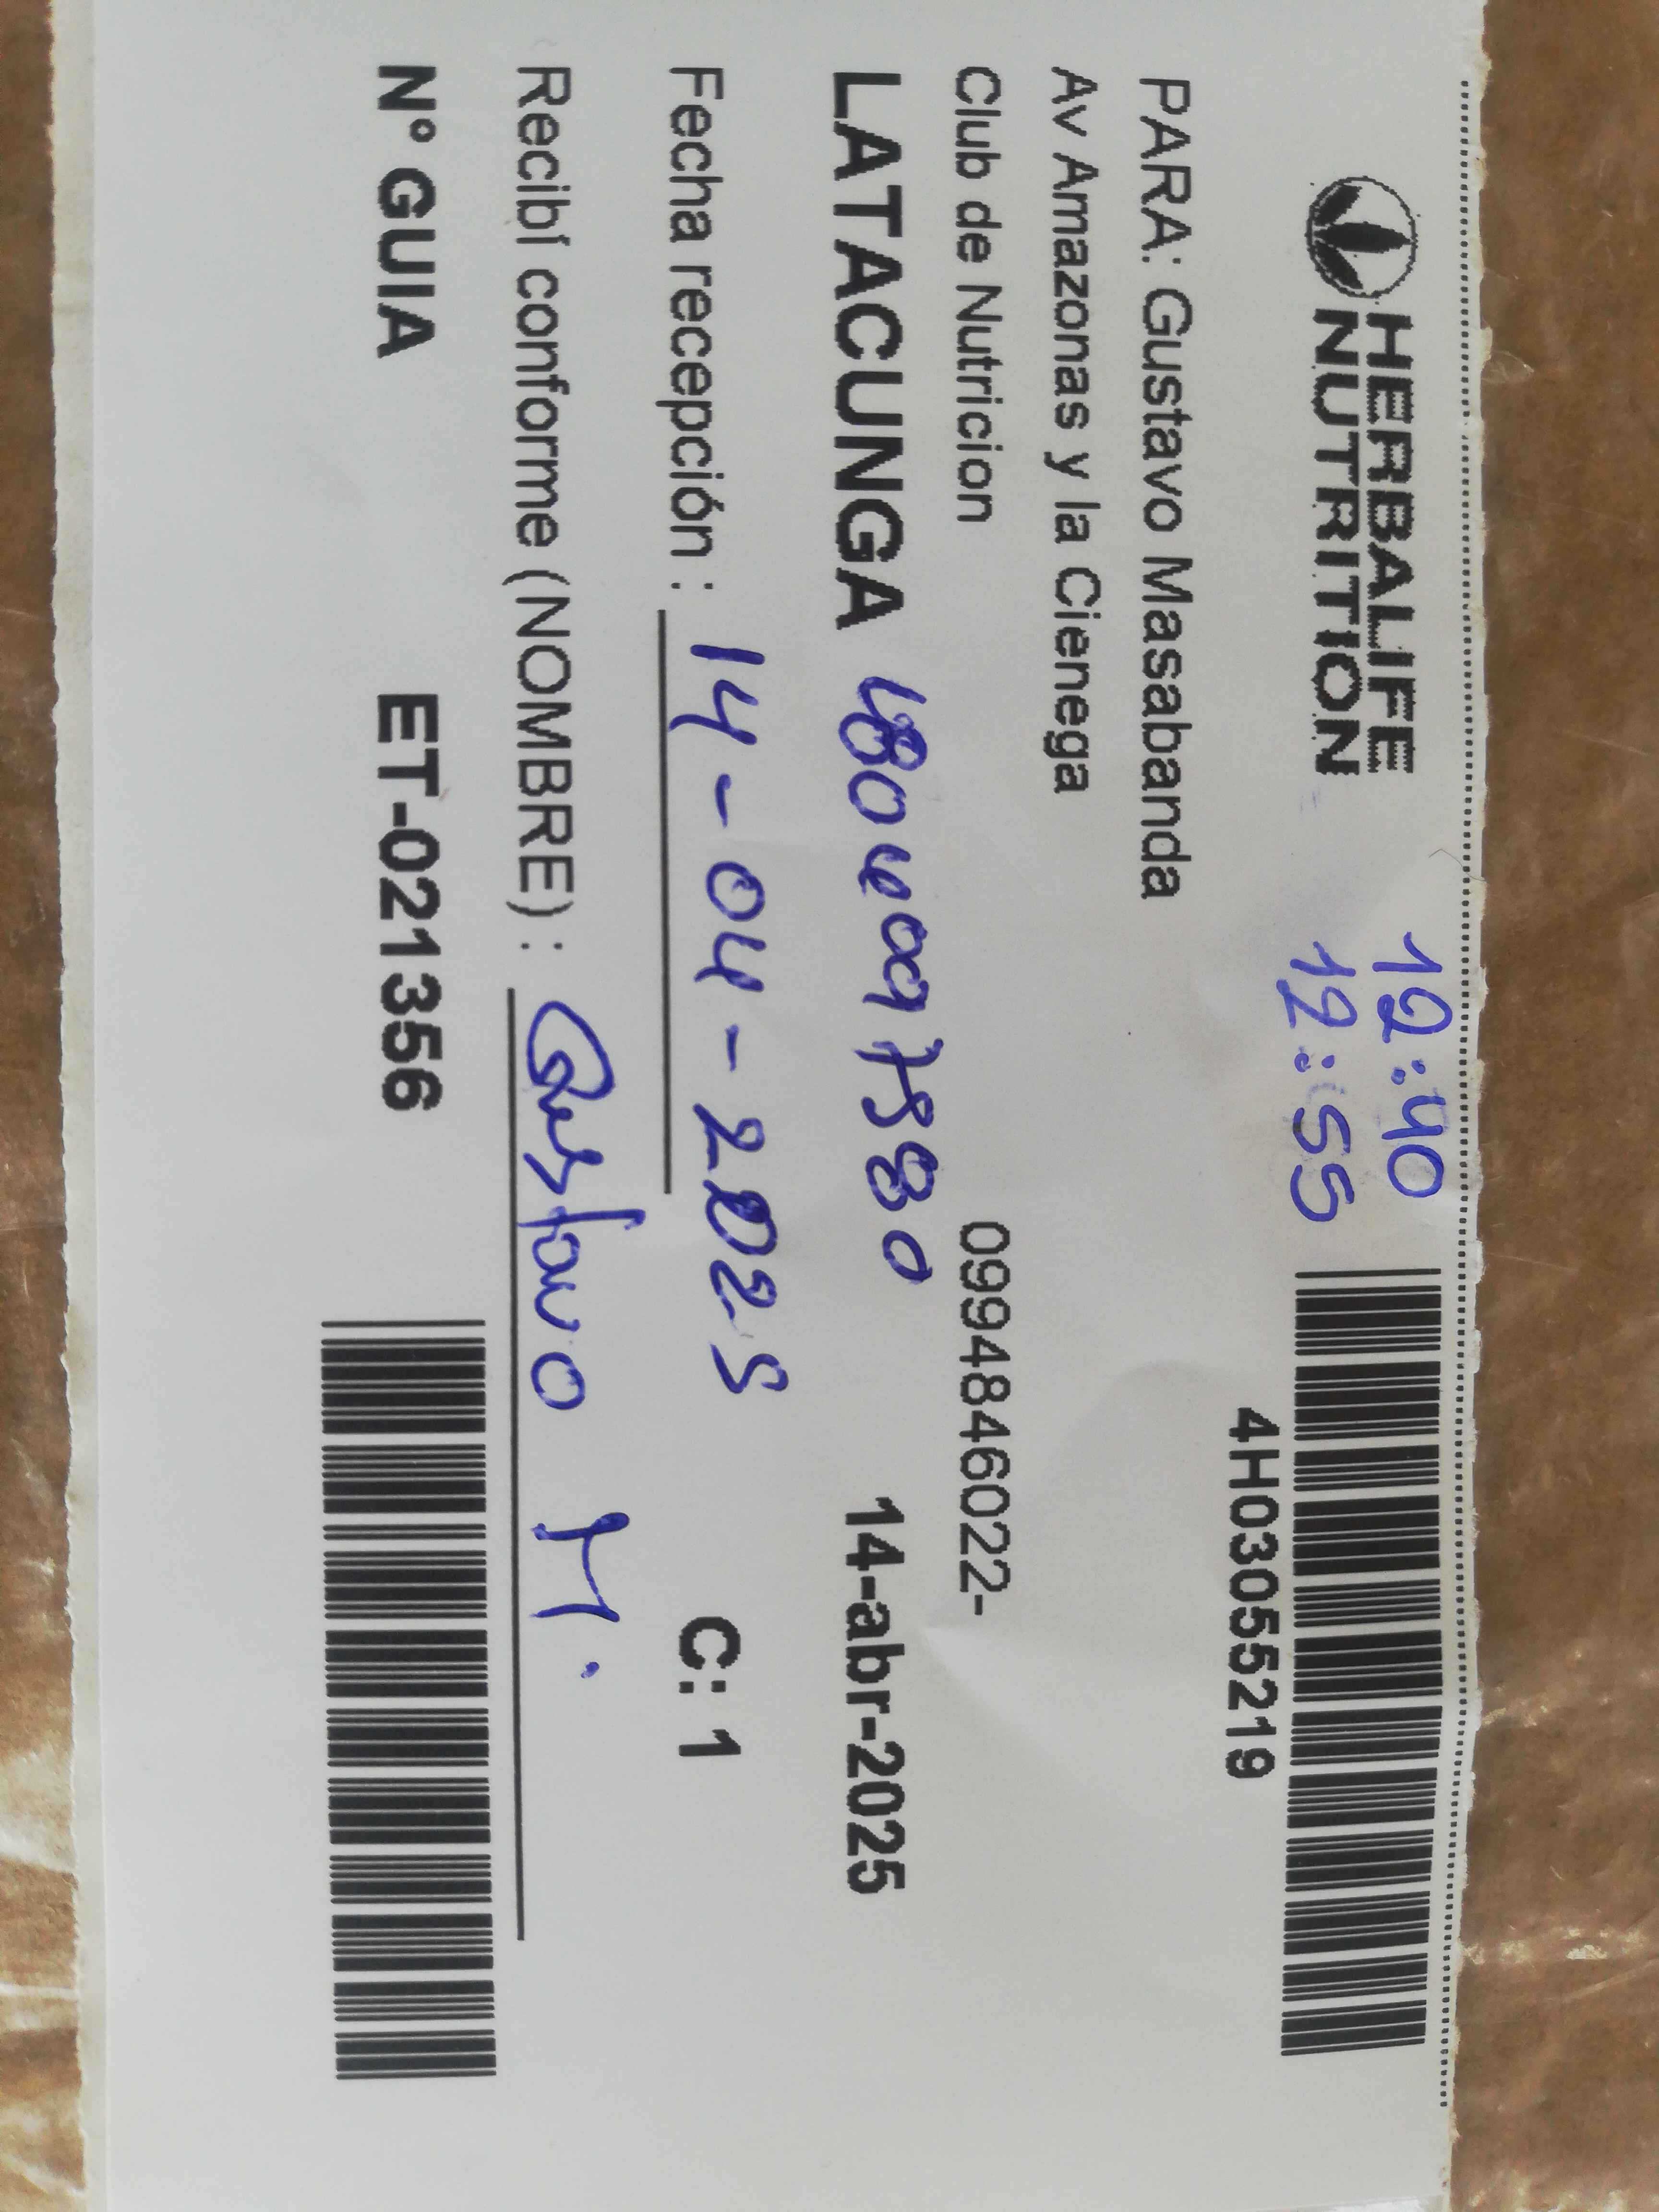 HERBALIFE
NUTRITION
12:40
12:55
4H03055219
PARA: Gustavo Masabanda
Av Amazonas y la Cienega
Club de Nutricion 0994846022-
LATACUNGA 14-abr-2025
Fecha recepción : 14-04-2025 C: 1
Recibí conforme (NOMBRE) : Gustavo M.
N° GUIA ET-021356